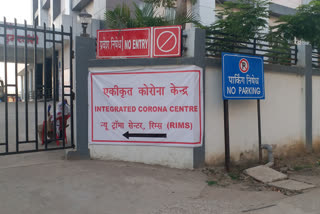 प्रवेश निषेध NO ENTRY
एकीकृत कोरोना केन्द्र
INTEGRATED CORONA CENTRE
न्यू ट्रॉमा सेन्टर, रिम्स (RIMS)
पार्किंग निषेध
NO PARKING